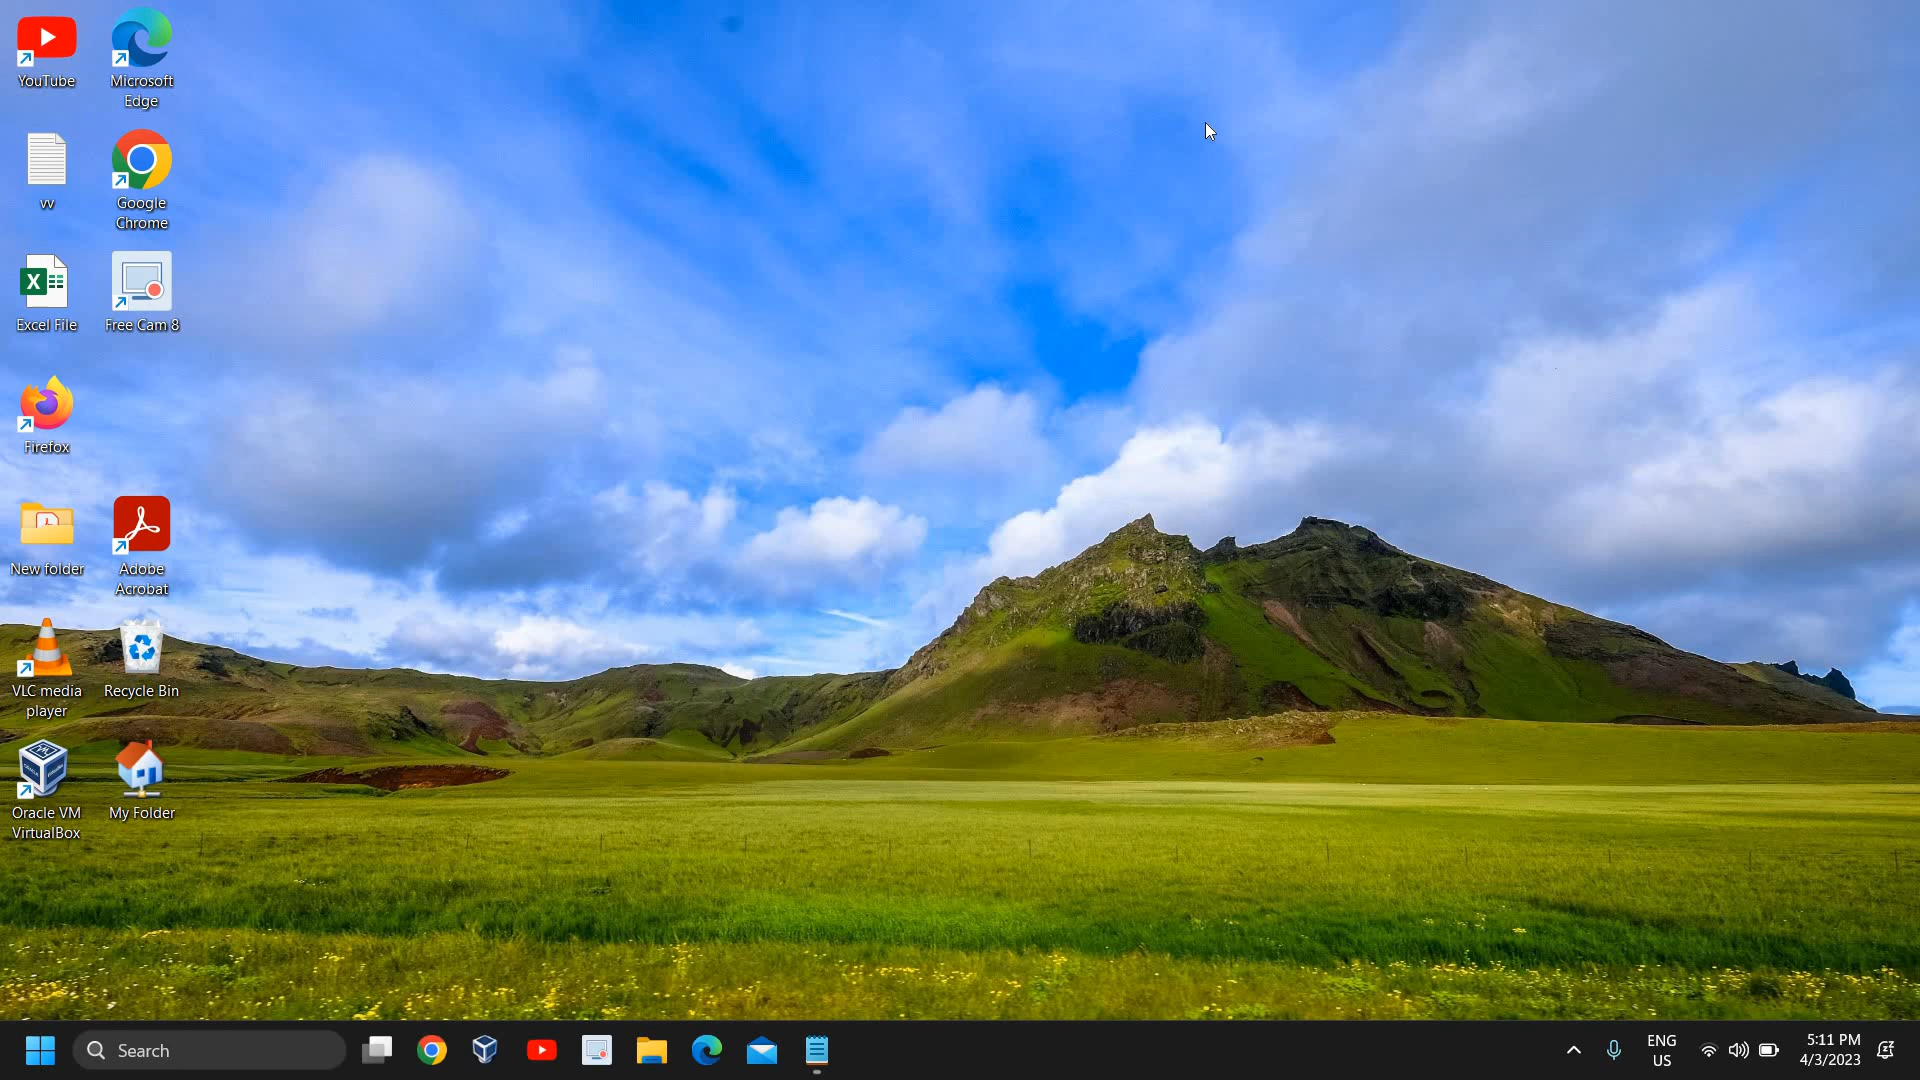 YouTube
Microsoft
Edge
vv
Google
Chrome
Excel File
Free Cam 8
Firefox
New folder
Adobe
Acrobat
VLC media
player
Recycle Bin
Oracle VM
VirtualBox
My Folder
Search
ENG
US
5:11 PM
4/3/2023